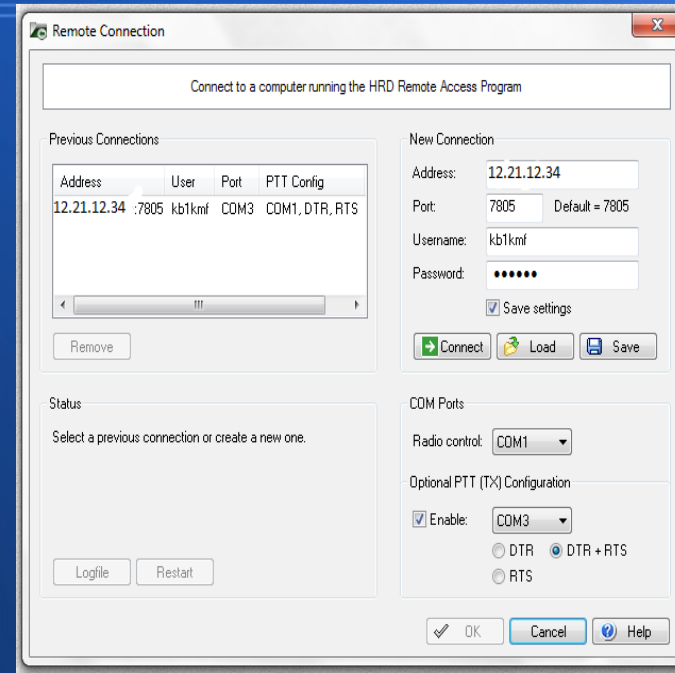 Remote Connection
Connect to a computer running the HRD Remote Access Program
Previous Connections
Address User Port PTT Config
12.21.12.34 :7805 kb1kmf COM3 COM1, DTR, RTS
Remove
New Connection
Address: 12.21.12.34
Port: 7805 Default = 7805
Username: kb1kmf
Password: ●●●●●●
Save settings
Connect Load Save
Status
Select a previous connection or create a new one.
Logfile Restart
COM Ports
Radio control: COM1
Optional PTT (TX) Configuration
Enable: COM3
DTR DTR + RTS
RTS
OK Cancel Help